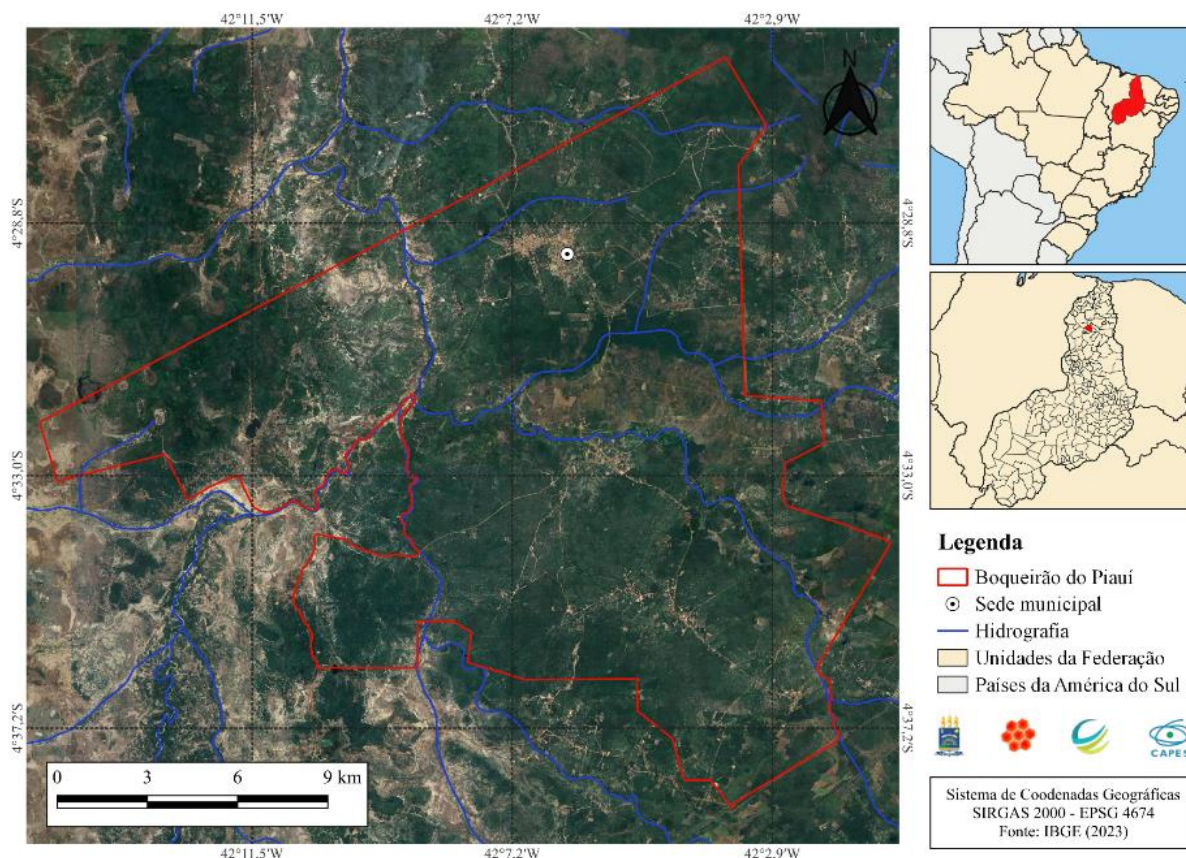 42°11,5'W 42°7,2'W 42°2,9'W
N
4°28,8'S 4°28,8'S
4°33,0'S 4°33,0'S
4°37,2'S 4°37,2'S
0 3 6 9 km
42°11,5'W 42°7,2'W 42°2,9'W
Legenda
Boqueirão do Piauí
Sede municipal
Hidrografia
Unidades da Federação
Países da América do Sul
CAPES
Sistema de Coodenadas Geográficas
SIRGAS 2000 - EPSG 4674
Fonte: IBGE (2023)